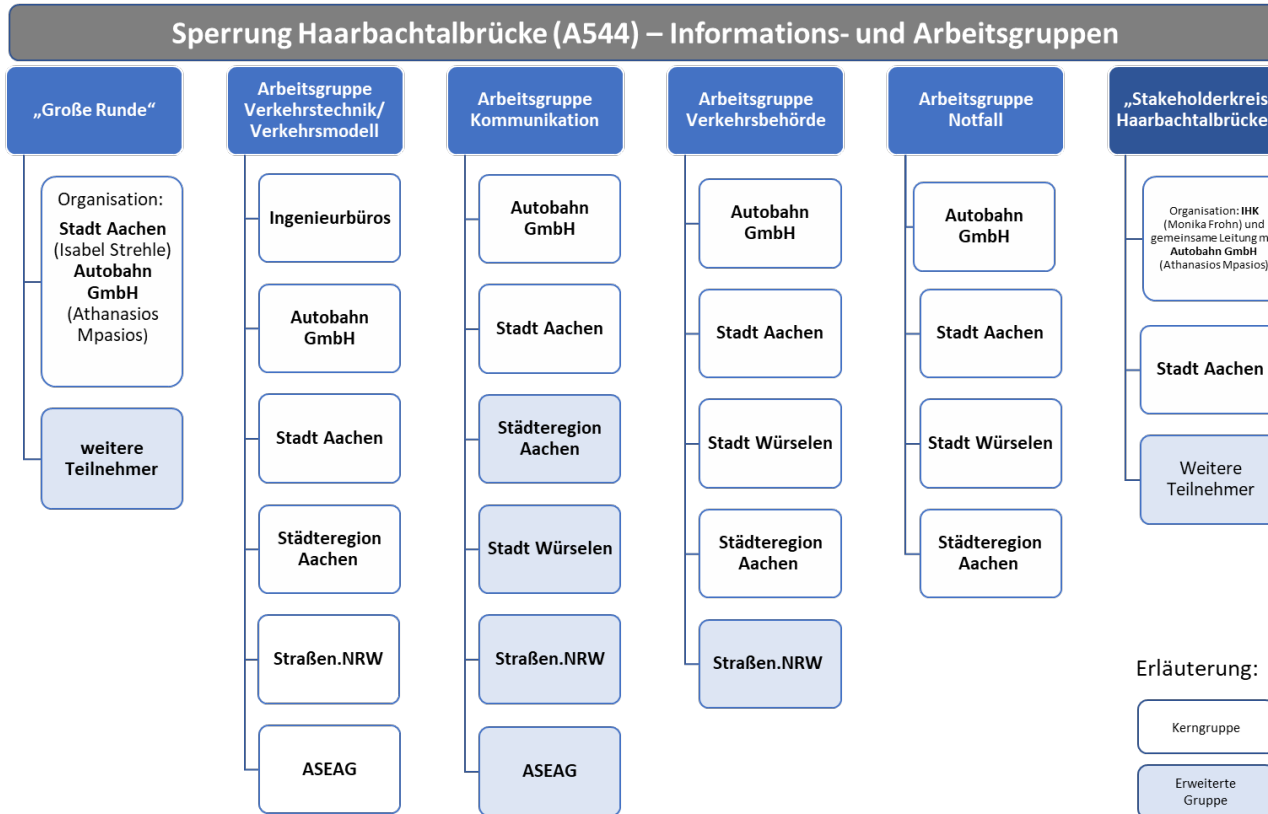 Sperrung Haarbachtalbrücke (A544) – Informations- und Arbeitsgruppen
„Große Runde“
Organisation:
Stadt Aachen
(Isabel Strehle)
Autobahn
GmbH
(Athanasios
Mpasios)
weitere
Teilnehmer
Arbeitsgruppe
Verkehrstechnik/
Verkehrsmodell
Ingenieurbüros
Autobahn
GmbH
Stadt Aachen
Städteregion
Aachen
Straßen.NRW
ASEAG
Arbeitsgruppe
Kommunikation
Autobahn
GmbH
Stadt Aachen
Städteregion
Aachen
Stadt Würselen
Straßen.NRW
ASEAG
Arbeitsgruppe
Verkehrsbehörde
Autobahn
GmbH
Stadt Aachen
Stadt Würselen
Städteregion
Aachen
Straßen.NRW
Arbeitsgruppe
Notfall
Autobahn
GmbH
Stadt Aachen
Stadt Würselen
Städteregion
Aachen
„Stakeholderkreis
Haarbachtalbrücke
Organisation: IHK
(Monika Frohn) und
gemeinsame Leitung m
Autobahn GmbH
(Athanasios Mpasios)
Stadt Aachen
Weitere
Teilnehmer
Erläuterung:
Kerngruppe
Erweiterte
Gruppe